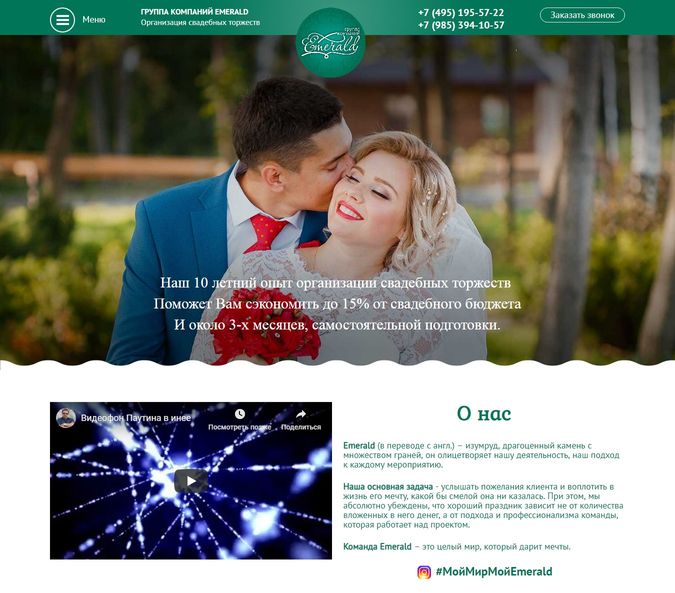 Меню
ГРУППА КОМПАНИЙ EMERALD
Организация свадебных торжеств
группа
компаний
Emerald
+7 (495) 195-57-22
+7 (985) 394-10-57
Заказать звонок
Наш 10 летний опыт организации свадебных торжеств
Поможет Вам сэкономить до 15% от свадебного бюджета
И около 3-х месяцев, самостоятельной подготовки.
Видеофон Паутина в инее
Посмотреть позже
Поделиться
О нас
Emerald (в переводе с англ.) – изумруд, драгоценный камень с
множеством граней, он олицетворяет нашу деятельность, наш подход
к каждому мероприятию.
Наша основная задача - услышать пожелания клиента и воплотить в
жизнь его мечту, какой бы смелой она ни казалась. При этом, мы
абсолютно убеждены, что хороший праздник зависит не от количества
вложенных в него денег, а от подхода и профессионализма команды,
которая работает над проектом.
Команда Emerald – это целый мир, который дарит мечты.
#МойМирМойEmerald